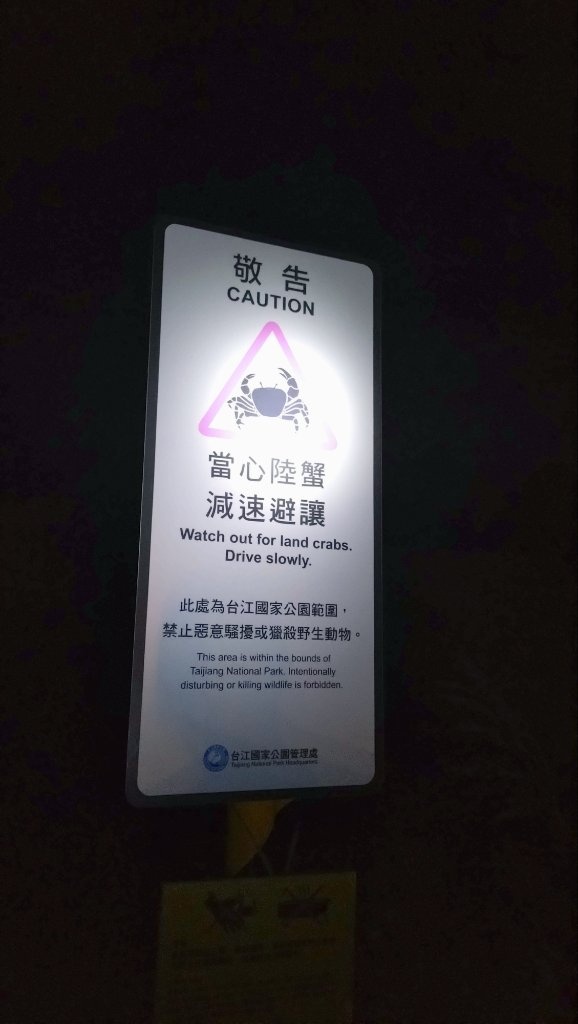 敬告
CAUTION
當心陸蟹
減速避讓
Watch out for land crabs.
Drive slowly.
此處為台江國家公園範圍，
禁止惡意騷擾或獵殺野生動物。
This area is within the bounds of
Taijiang National Park. Intentionally
disturbing or killing wildlife is forbidden.
台江國家公園管理處
Taijiang National Park Headquarters